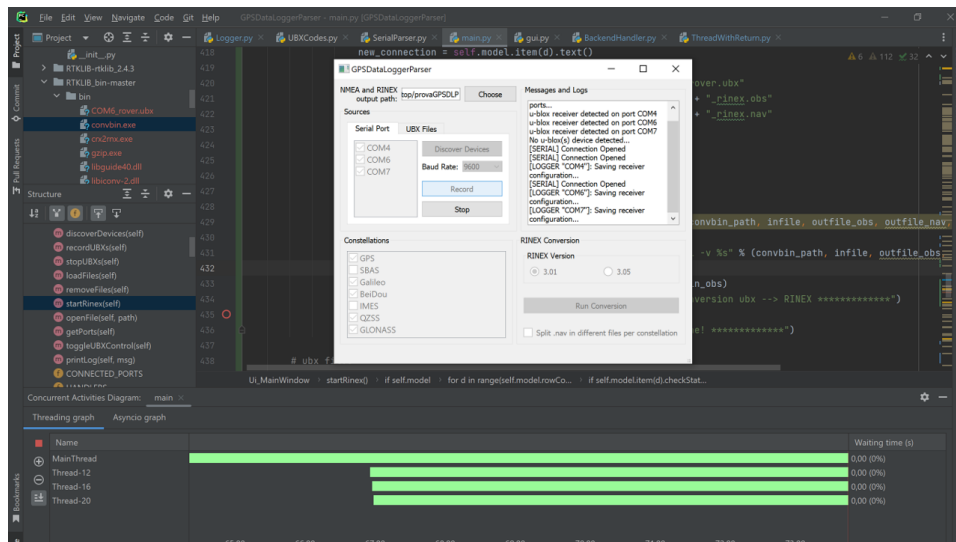 File Edit View Navigate Code Git Help GPSDataLoggerParser - main.py [GPSDataLoggerParser]
Project
Logger.py
UBXCodes.py
SerialParser.py
main.py
gui.py
BackendHandler.py
ThreadWithReturn.py
__init__.py
RTKLIB-rtklib_2.4.3
RTKLIB_bin-master
bin
COM6_rover.ubx
convbin.exe
crx2rnx.exe
gzip.exe
libguide40.dll
libiconv-2.dll
Structure
discoverDevices(self)
recordUBXs(self)
stopUBXs(self)
loadFiles(self)
removeFiles(self)
startRinex(self)
openFile(self, path)
getPorts(self)
toggleUBXControl(self)
printLog(self, msg)
CONNECTED_PORTS
Project
Commit
Pull Requests
Bookmarks
418 new_connection = self.model.item(d).text()
6 6 112 32
419
420 over.ubx"
421 + "_rinex.obs"
422 + "_rinex.nav"
423
424
425
426
427
428
429 convbin_path, infile, outfile_obs, outfile_nav,
430
431 -v %s" % (convbin_path, infile, outfile_obs
432
433 n_obs)
434 version ubx --> RINEX *************")
435
436 e! *************")
437
438 # ubx fi
GPSDataLoggerParser
NMEA and RINEX
output path:
top/provaGPSDLP
Choose
Sources
Serial Port UBX Files
COM4
COM6
COM7
Discover Devices
Baud Rate: 9600
Record
Stop
Messages and Logs
ports...
u-blox receiver detected on port COM4
u-blox receiver detected on port COM6
u-blox receiver detected on port COM7
No u-blox(s) device detected...
[SERIAL] Connection Opened
[SERIAL] Connection Opened
[LOGGER "COM4"]: Saving receiver
configuration...
[SERIAL] Connection Opened
[LOGGER "COM6"]: Saving receiver
configuration...
[LOGGER "COM7"]: Saving receiver
configuration...
Constellations
GPS
SBAS
Galileo
BeiDou
IMES
QZSS
GLONASS
RINEX Conversion
RINEX Version
3.01 3.05
Run Conversion
Split .nav in different files per constellation
Ui_MainWindow startRinex() if self.model for d in range(self.model.rowCo... if self.model.item(d).checkStat...
Concurrent Activities Diagram: main
Threading graph Asyncio graph
Name Waiting time (s)
MainThread 0,00 (0%)
Thread-12 0,00 (0%)
Thread-16 0,00 (0%)
Thread-20 0,00 (0%)